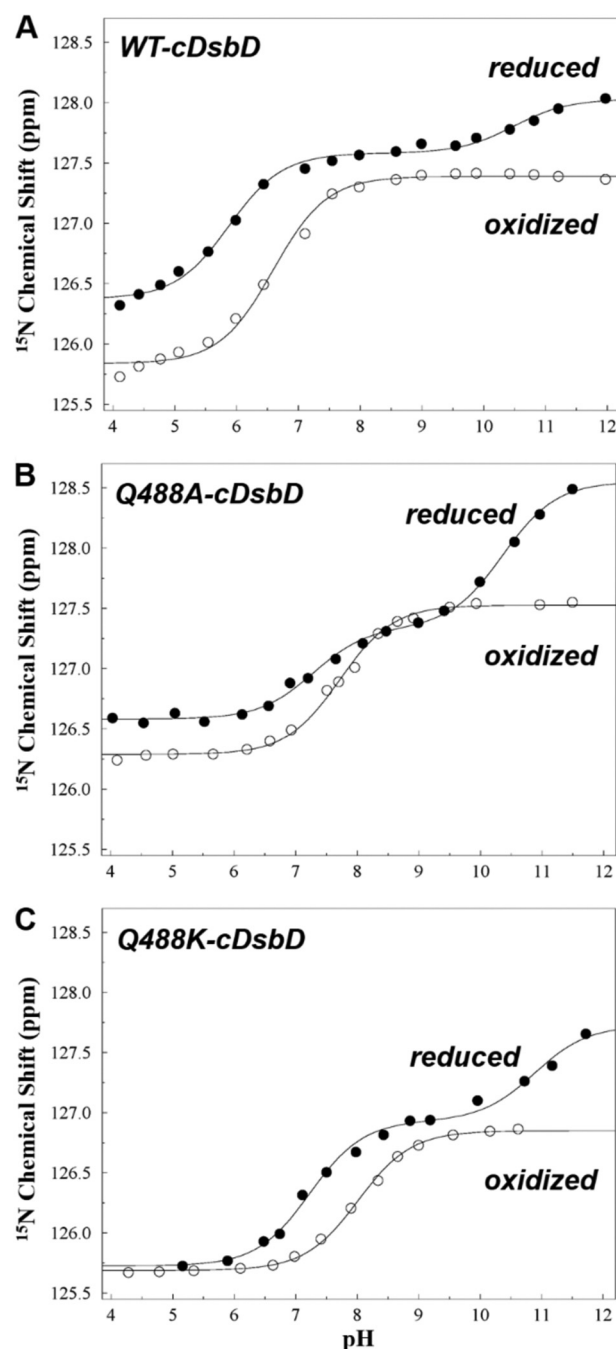 A
WT-cDsbD
reduced
oxidized
¹⁵N Chemical Shift (ppm)
128.5
128.0
127.5
127.0
126.5
126.0
125.5
4 5 6 7 8 9 10 11 12
B
Q488A-cDsbD
reduced
oxidized
¹⁵N Chemical Shift (ppm)
128.5
128.0
127.5
127.0
126.5
126.0
125.5
4 5 6 7 8 9 10 11 12
C
Q488K-cDsbD
reduced
oxidized
¹⁵N Chemical Shift (ppm)
128.5
128.0
127.5
127.0
126.5
126.0
125.5
4 5 6 7 8 9 10 11 12
pH